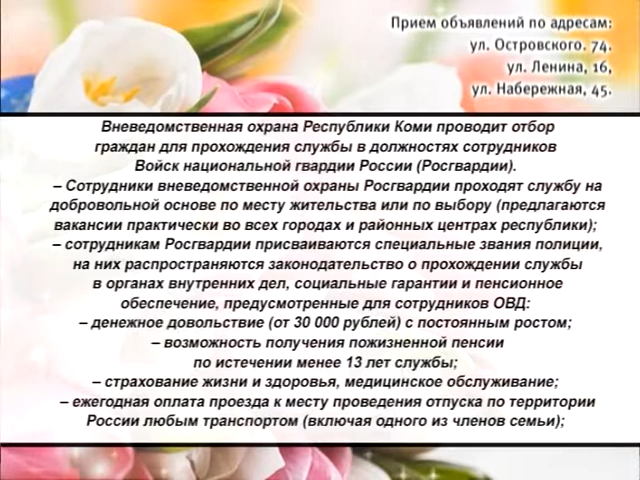 Прием объявлений по адресам:
ул. Островского. 74.
ул. Ленина, 16,
ул. Набережная, 45.
Вневедомственная охрана Республики Коми проводит отбор
граждан для прохождения службы в должностях сотрудников
Войск национальной гвардии России (Росгвардии).
– Сотрудники вневедомственной охраны Росгвардии проходят службу на
добровольной основе по месту жительства или по выбору (предлагаются
вакансии практически во всех городах и районных центрах республики);
– сотрудникам Росгвардии присваиваются специальные звания полиции,
на них распространяются законодательство о прохождении службы
в органах внутренних дел, социальные гарантии и пенсионное
обеспечение, предусмотренные для сотрудников ОВД:
– денежное довольствие (от 30 000 рублей) с постоянным ростом;
– возможность получения пожизненной пенсии
по истечении менее 13 лет службы;
– страхование жизни и здоровья, медицинское обслуживание;
– ежегодная оплата проезда к месту проведения отпуска по территории
России любым транспортом (включая одного из членов семьи);